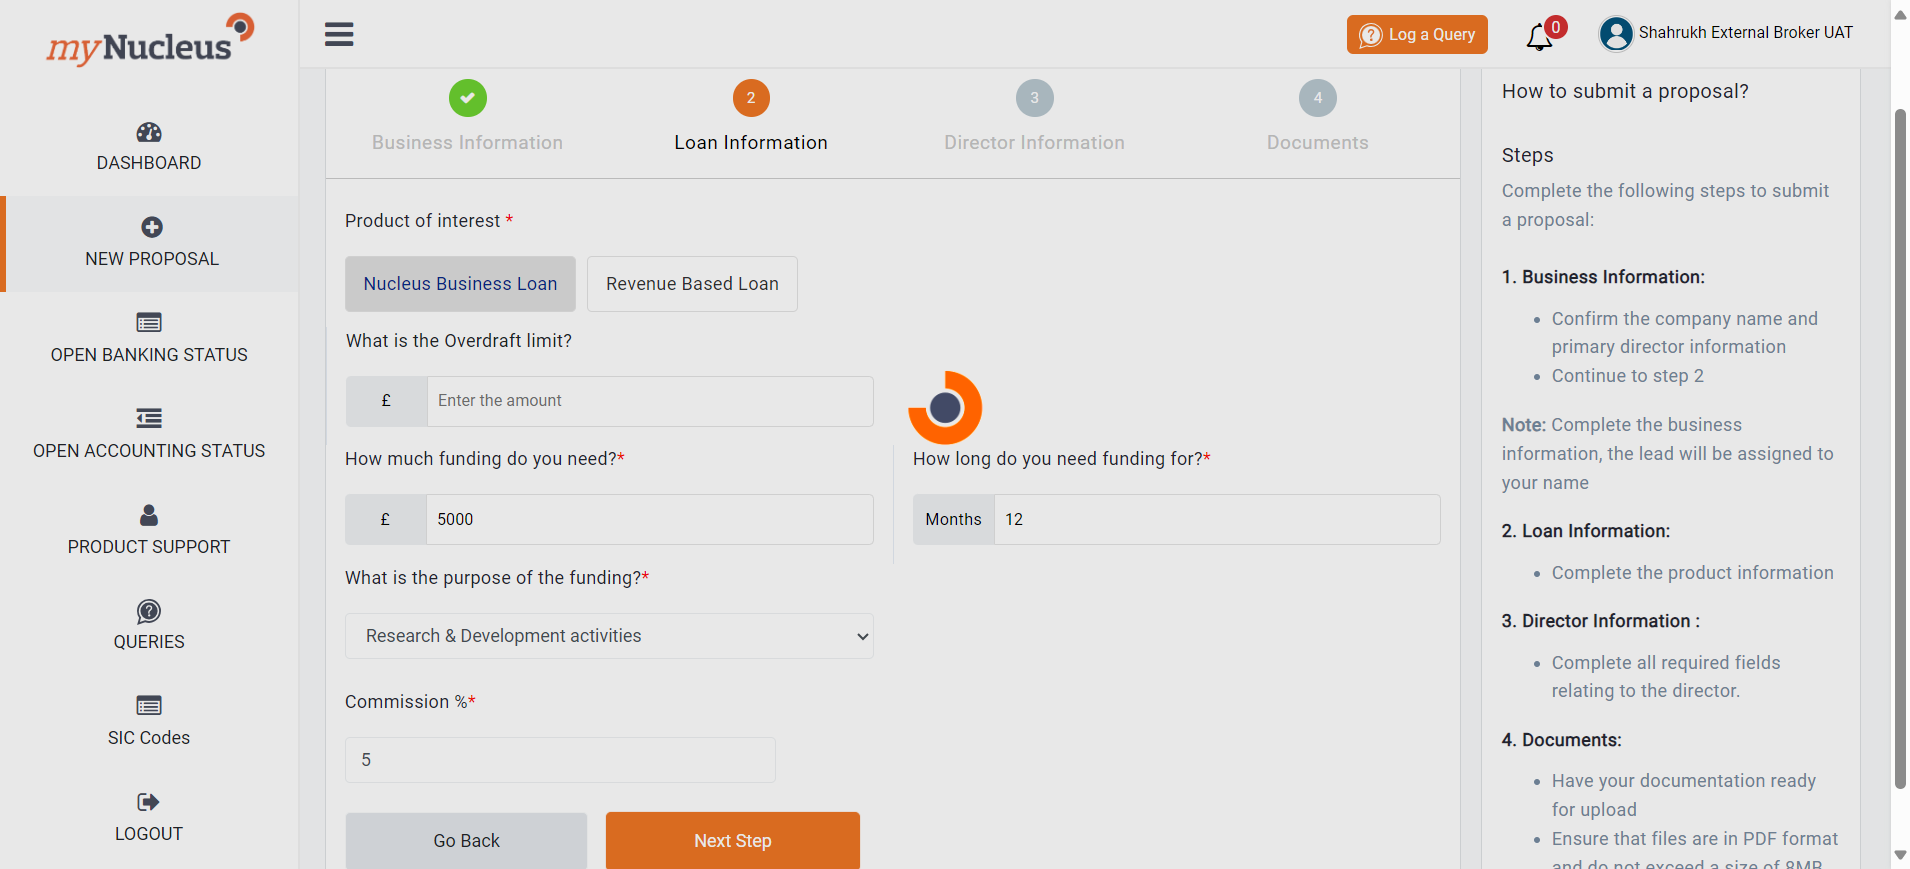 myNucleus
Log a Query
0
Shahrukh External Broker UAT
DASHBOARD
NEW PROPOSAL
OPEN BANKING STATUS
OPEN ACCOUNTING STATUS
PRODUCT SUPPORT
QUERIES
SIC Codes
LOGOUT
2
3
4
Business Information
Loan Information
Director Information
Documents
Product of interest *
Nucleus Business Loan
Revenue Based Loan
What is the Overdraft limit?
£
Enter the amount
How much funding do you need?*
How long do you need funding for?*
£
5000
Months
12
What is the purpose of the funding?*
Research & Development activities
Commission %*
5
Go Back
Next Step
How to submit a proposal?
Steps
Complete the following steps to submit
a proposal:
1. Business Information:
• Confirm the company name and
primary director information
• Continue to step 2
Note: Complete the business
information, the lead will be assigned to
your name
2. Loan Information:
• Complete the product information
3. Director Information :
• Complete all required fields
relating to the director.
4. Documents:
• Have your documentation ready
for upload
• Ensure that files are in PDF format
and do not exceed a size of 8MB